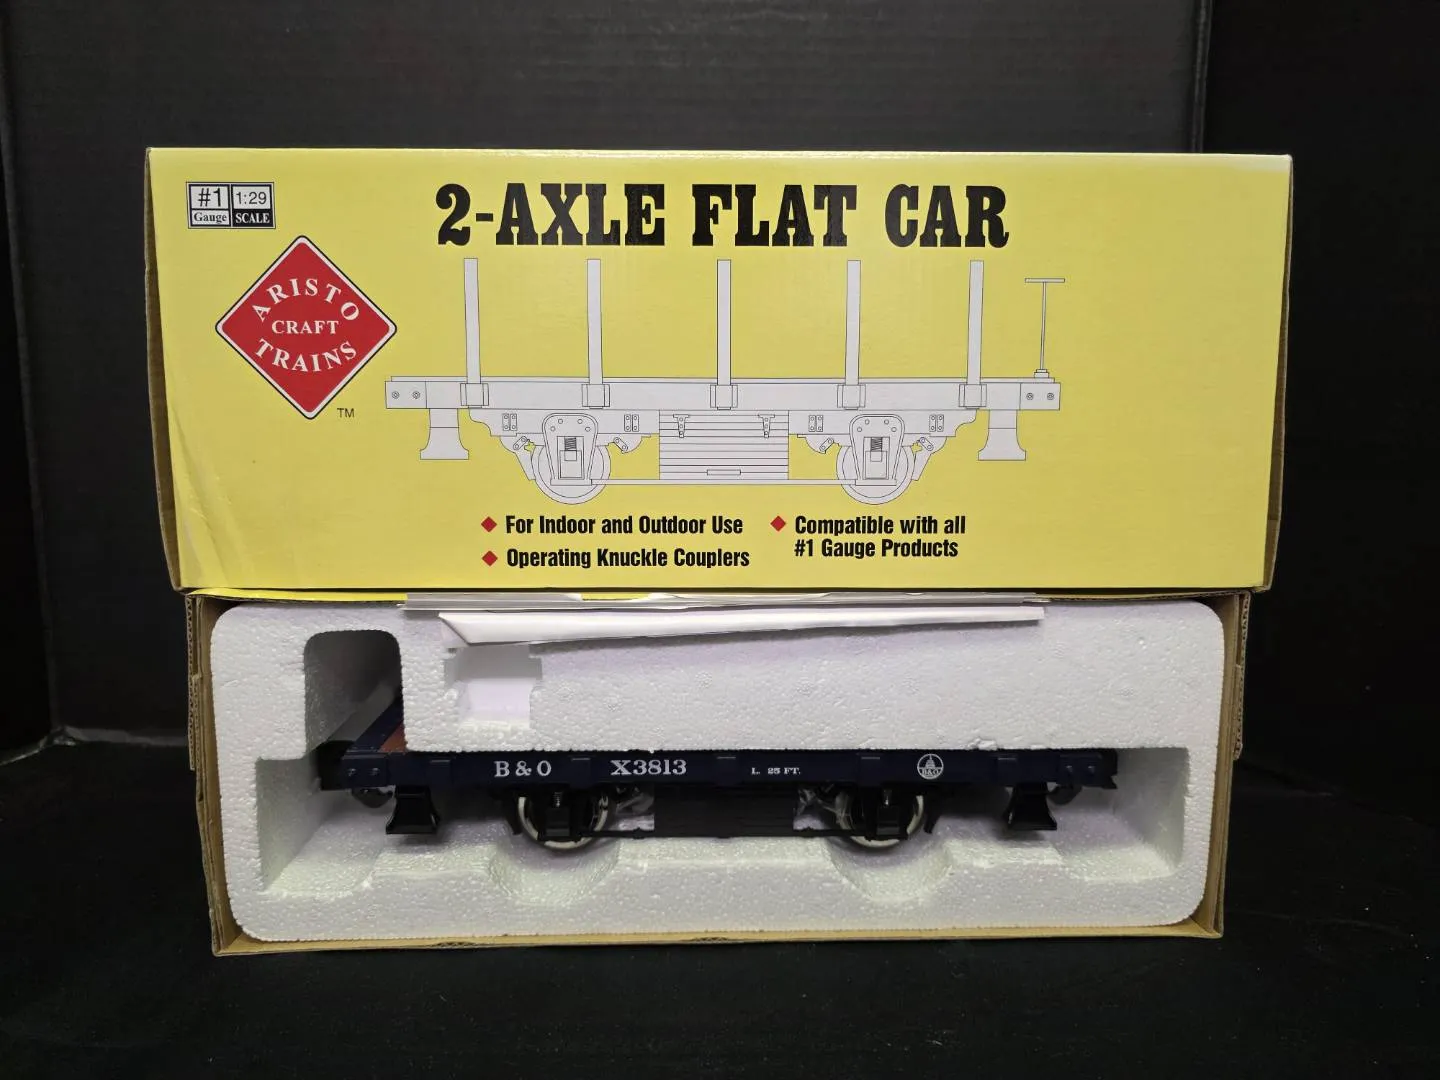 #1 1:29
Gauge SCALE
2-AXLE FLAT CAR
ARISTO
CRAFT
TRAINS
TM
For Indoor and Outdoor Use
Operating Knuckle Couplers
Compatible with all
#1 Gauge Products
B & O X3813 L. 25 FT. B&O